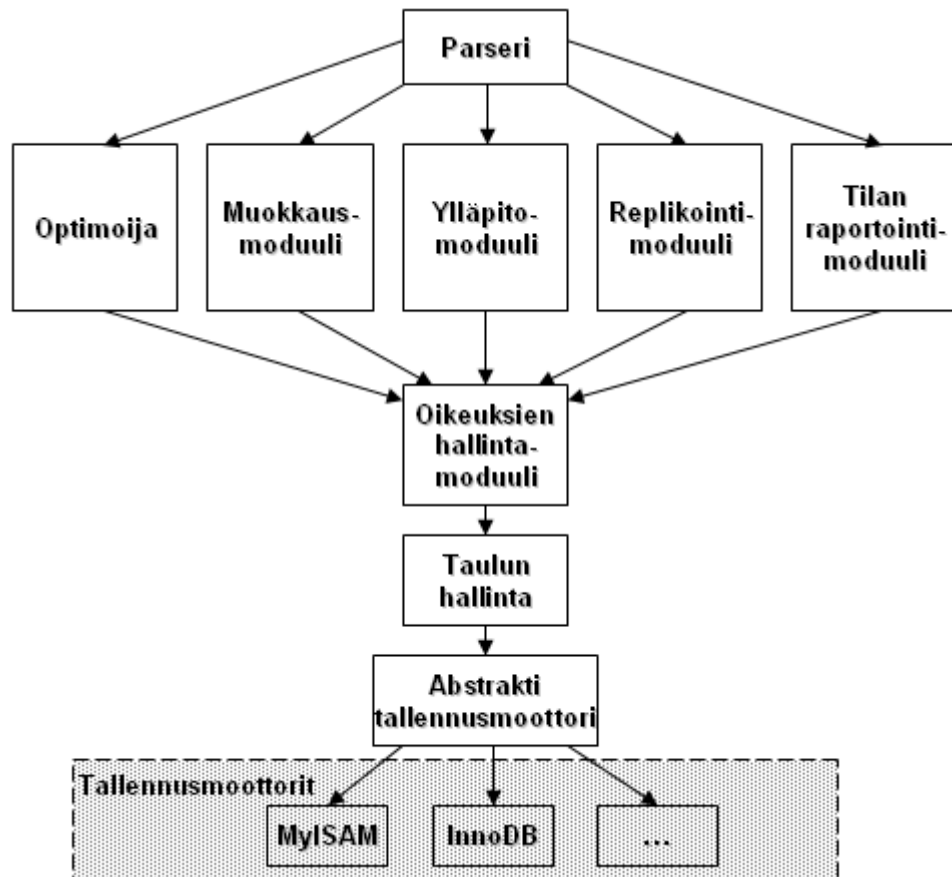 Parseri
Optimoija
Muokkaus-
moduuli
Ylläpito-
moduuli
Replikointi-
moduuli
Tilan
raportointi-
moduuli
Oikeuksien
hallinta-
moduuli
Taulun
hallinta
Abstrakti
tallennusmoottori
Tallennusmoottorit
MyISAM
InnoDB
...